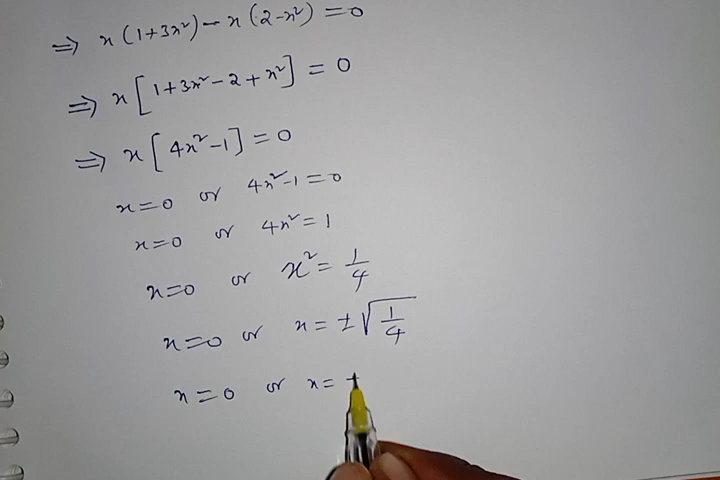 ⇒ x(1+3x²)-x(2-x²)=0
⇒ x[1+3x²-2+x²]=0
⇒ x[4x²-1]=0
x=0 or 4x²-1=0
x=0 or 4x²=1
x=0 or x²=1/4
x=0 or x=±√(1/4)
x=0 or x=